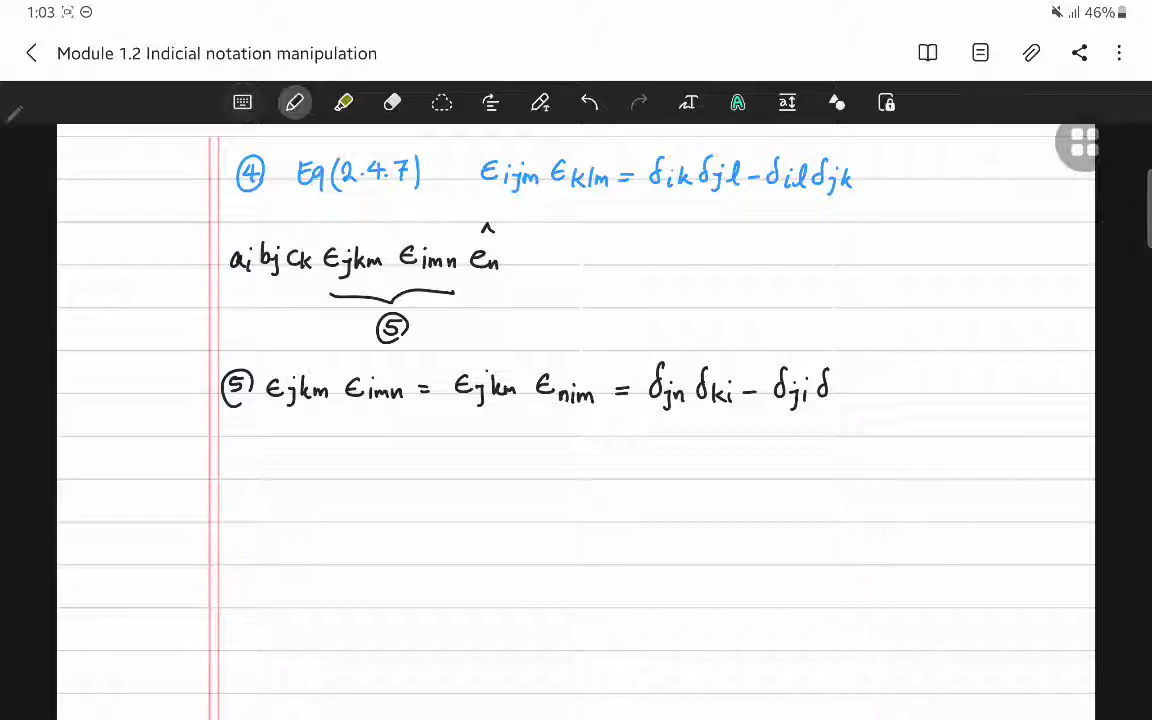 1:03 46%
Module 1.2 Indicial notation manipulation
④ Eq(2.4.7) ϵijm ϵklm = δik δjl - δil δjk
ai bj ck ϵjkm ϵimn ên
⑤
⑤ ϵjkm ϵimn = ϵjkm ϵnim = δjn δki - δji δ